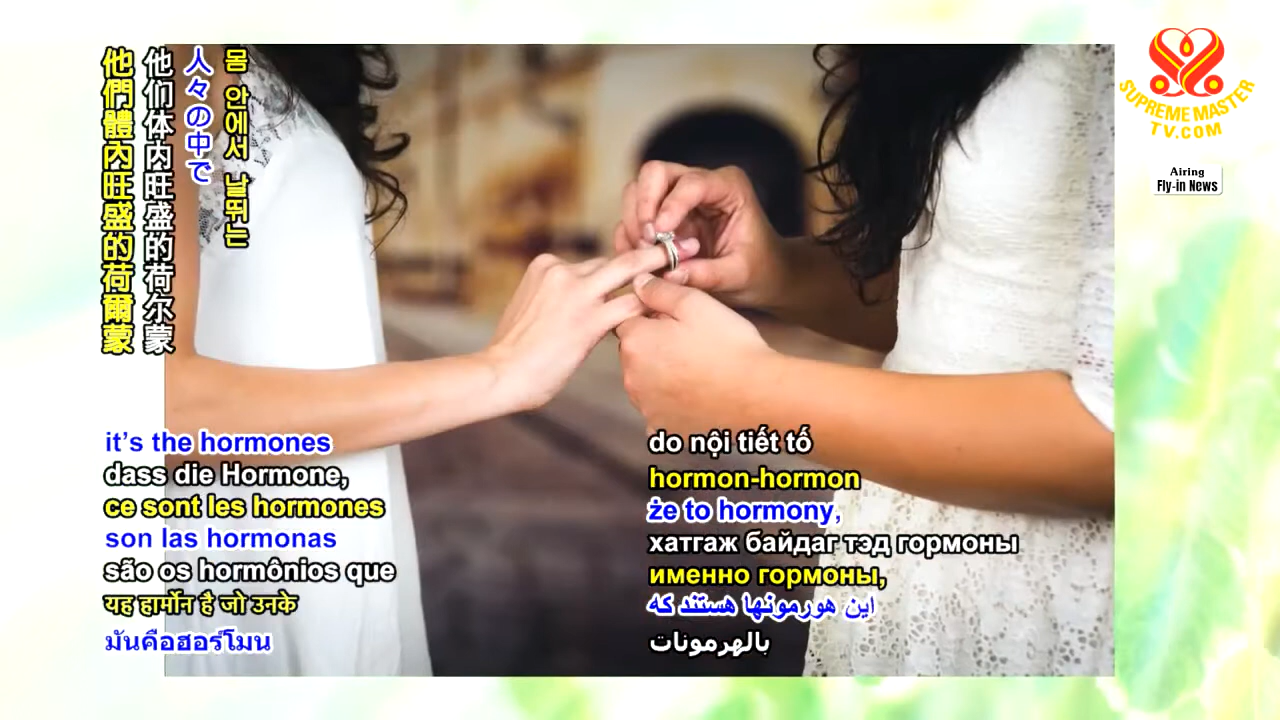 他們體內旺盛的荷爾蒙
他们体内旺盛的荷尔蒙
人々の中で
몸 안에서 날뛰는
SUPREME MASTER
TV.COM
Airing
Fly-in News
it’s the hormones
dass die Hormone,
ce sont les hormones
son las hormonas
são os hormônios que
यह हार्मोन है जो उनके
มันคือฮอร์โมน
do nội tiết tố
hormon-hormon
że to hormony,
хатгаж байдаг тэд гормоны
именно гормоны,
این هورمونها هستند که
بالهرمونات